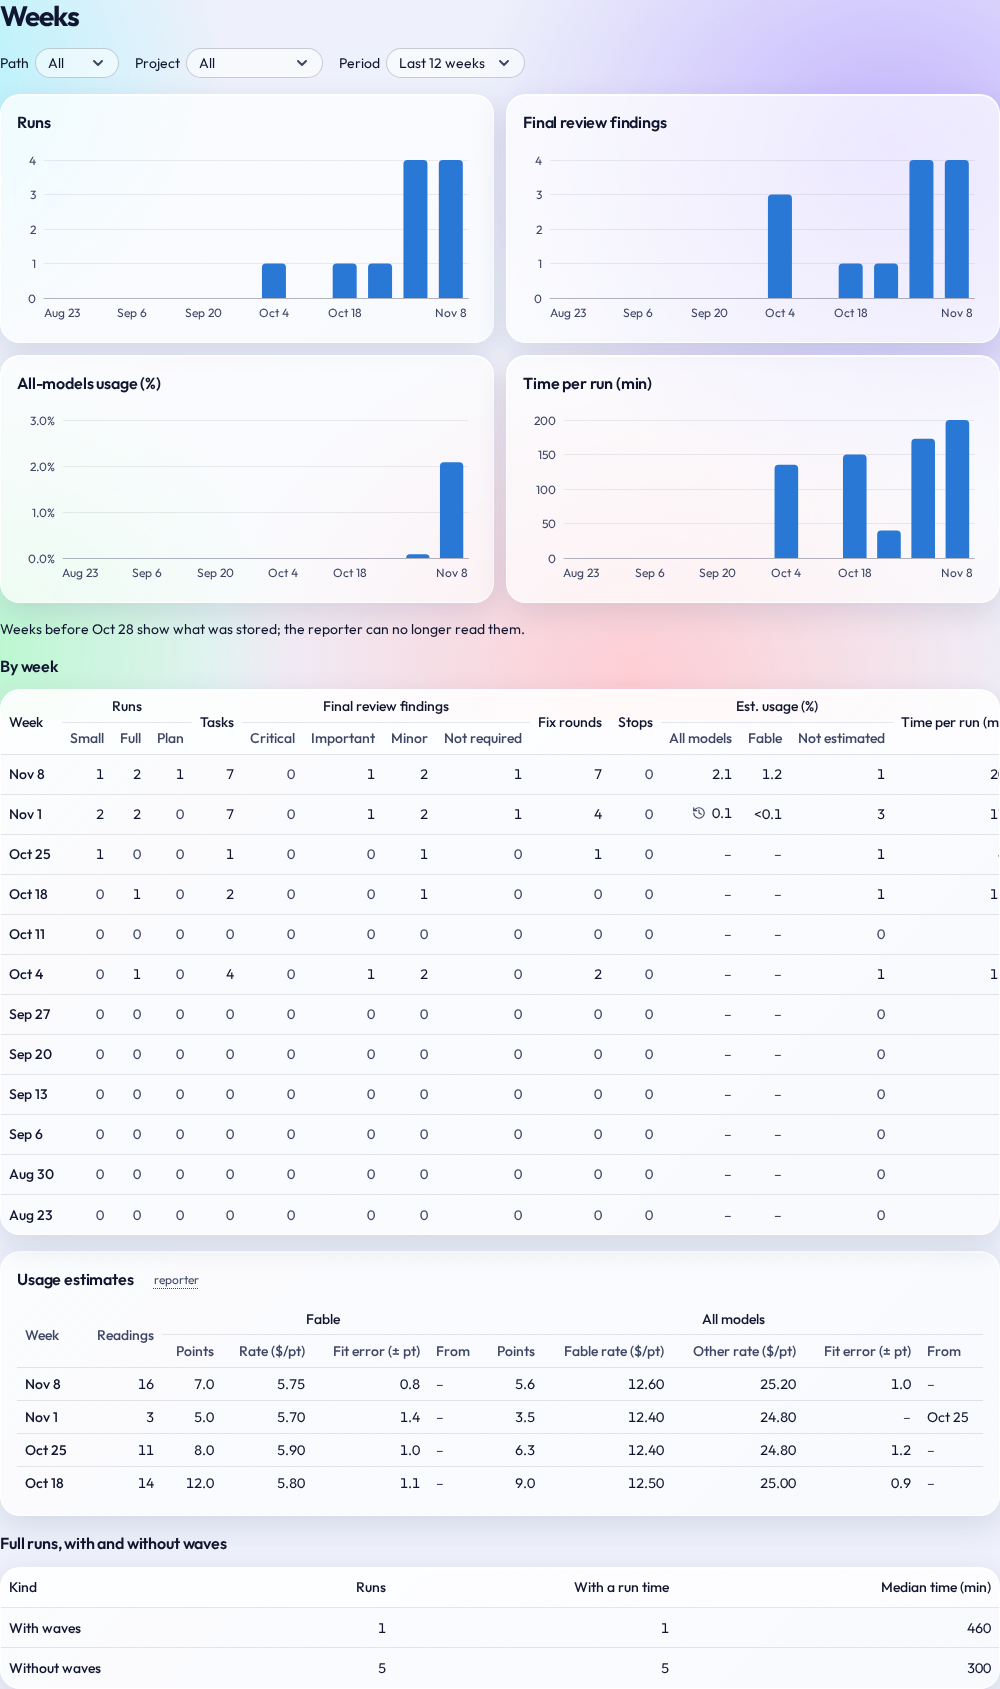 Weeks
Path All Project All Period Last 12 weeks
Runs
4
3
2
1
0
Aug 23 Sep 6 Sep 20 Oct 4 Oct 18 Nov 8
Final review findings
4
3
2
1
0
Aug 23 Sep 6 Sep 20 Oct 4 Oct 18 Nov 8
All-models usage (%)
3.0%
2.0%
1.0%
0.0%
Aug 23 Sep 6 Sep 20 Oct 4 Oct 18 Nov 8
Time per run (min)
200
150
100
50
0
Aug 23 Sep 6 Sep 20 Oct 4 Oct 18 Nov 8
Weeks before Oct 28 show what was stored; the reporter can no longer read them.
By week
Runs Final review findings Est. usage (%)
Week Tasks Fix rounds Stops Time per run (m
Small Full Plan Critical Important Minor Not required All models Fable Not estimated
Nov 8 1 2 1 7 0 1 2 1 7 0 2.1 1.2 1
Nov 1 2 2 0 7 0 1 2 1 4 0 0.1 <0.1 3
Oct 25 1 0 0 1 0 0 1 0 1 0 – – 1
Oct 18 0 1 0 2 0 0 1 0 0 0 – – 1
Oct 11 0 0 0 0 0 0 0 0 0 0 – – 0
Oct 4 0 1 0 4 0 1 2 0 2 0 – – 1
Sep 27 0 0 0 0 0 0 0 0 0 0 – – 0
Sep 20 0 0 0 0 0 0 0 0 0 0 – – 0
Sep 13 0 0 0 0 0 0 0 0 0 0 – – 0
Sep 6 0 0 0 0 0 0 0 0 0 0 – – 0
Aug 30 0 0 0 0 0 0 0 0 0 0 – – 0
Aug 23 0 0 0 0 0 0 0 0 0 0 – – 0
Usage estimates reporter
Fable All models
Week Readings
Points Rate ($/pt) Fit error (± pt) From Points Fable rate ($/pt) Other rate ($/pt) Fit error (± pt) From
Nov 8 16 7.0 5.75 0.8 – 5.6 12.60 25.20 1.0 –
Nov 1 3 5.0 5.70 1.4 – 3.5 12.40 24.80 – Oct 25
Oct 25 11 8.0 5.90 1.0 – 6.3 12.40 24.80 1.2 –
Oct 18 14 12.0 5.80 1.1 – 9.0 12.50 25.00 0.9 –
Full runs, with and without waves
Kind Runs With a run time Median time (min)
With waves 1 1 460
Without waves 5 5 300